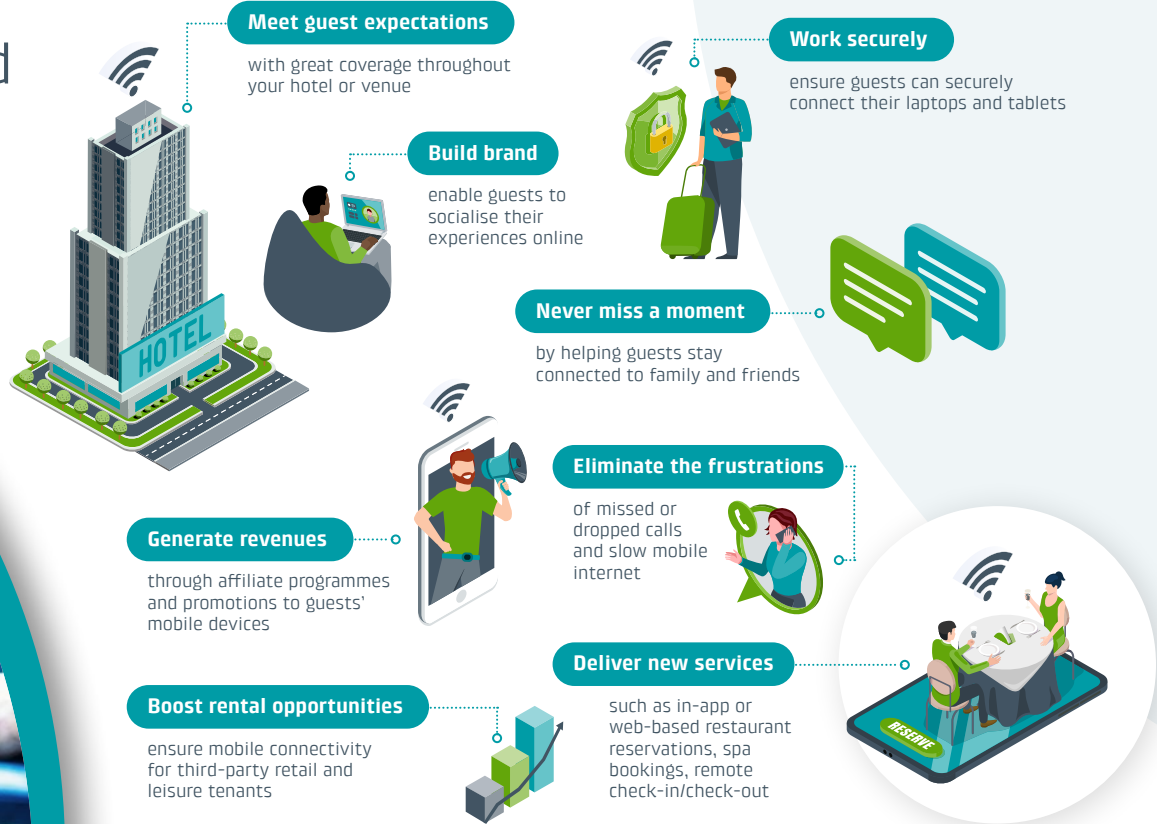 d
Meet guest expectations
with great coverage throughout
your hotel or venue
Work securely
ensure guests can securely
connect their laptops and tablets
Build brand
enable guests to
socialise their
experiences online
HOTEL
Never miss a moment
by helping guests stay
connected to family and friends
Eliminate the frustrations
of missed or
dropped calls
and slow mobile
internet
Generate revenues
through affiliate programmes
and promotions to guests’
mobile devices
Deliver new services
such as in-app or
web-based restaurant
reservations, spa
bookings, remote
check-in/check-out
RESERVE
Boost rental opportunities
ensure mobile connectivity
for third-party retail and
leisure tenants